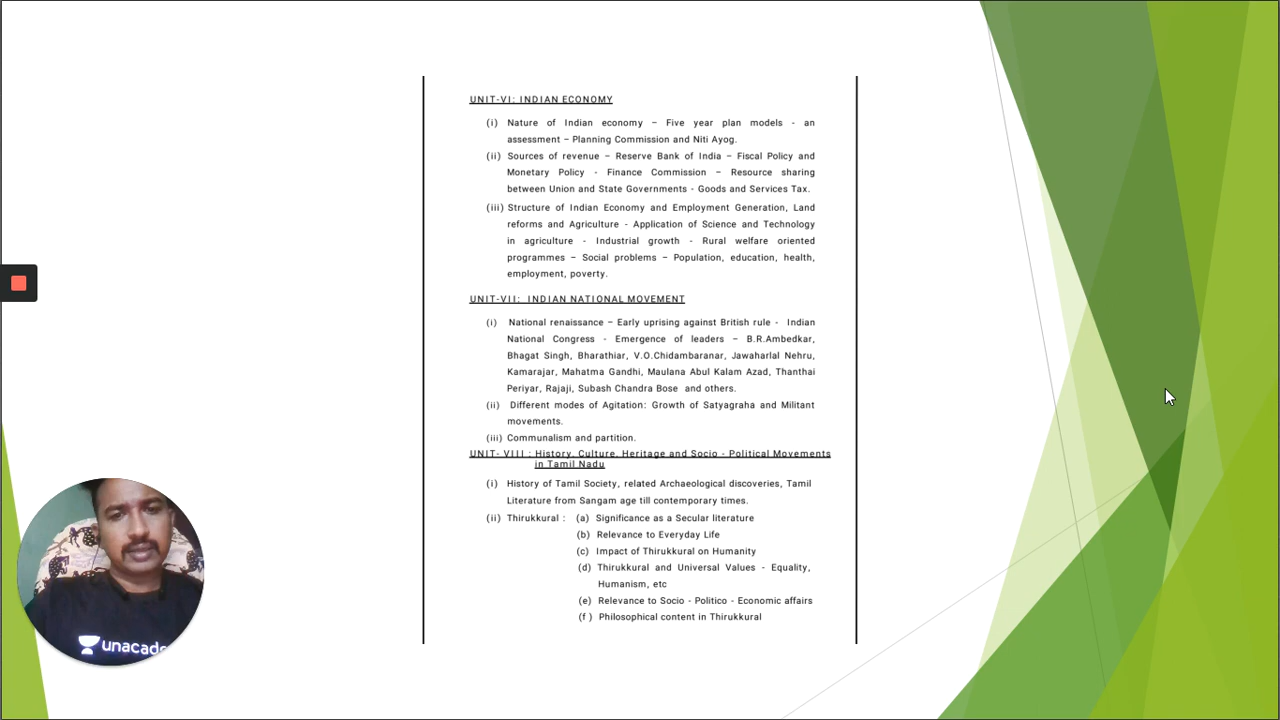 UNIT-VI: INDIAN ECONOMY
(i) Nature of Indian economy – Five year plan models - an
assessment – Planning Commission and Niti Ayog.
(ii) Sources of revenue – Reserve Bank of India – Fiscal Policy and
Monetary Policy - Finance Commission – Resource sharing
between Union and State Governments - Goods and Services Tax.
(iii) Structure of Indian Economy and Employment Generation, Land
reforms and Agriculture - Application of Science and Technology
in agriculture - Industrial growth - Rural welfare oriented
programmes – Social problems – Population, education, health,
employment, poverty.
UNIT-VII: INDIAN NATIONAL MOVEMENT
(i) National renaissance – Early uprising against British rule - Indian
National Congress - Emergence of leaders – B.R.Ambedkar,
Bhagat Singh, Bharathiar, V.O.Chidambaranar, Jawaharlal Nehru,
Kamarajar, Mahatma Gandhi, Maulana Abul Kalam Azad, Thanthai
Periyar, Rajaji, Subash Chandra Bose and others.
(ii) Different modes of Agitation: Growth of Satyagraha and Militant
movements.
(iii) Communalism and partition.
UNIT- VIII : History, Culture, Heritage and Socio - Political Movements
in Tamil Nadu
(i) History of Tamil Society, related Archaeological discoveries, Tamil
Literature from Sangam age till contemporary times.
(ii) Thirukkural : (a) Significance as a Secular literature
(b) Relevance to Everyday Life
(c) Impact of Thirukkural on Humanity
(d) Thirukkural and Universal Values - Equality,
Humanism, etc
(e) Relevance to Socio - Politico - Economic affairs
(f ) Philosophical content in Thirukkural
unacade